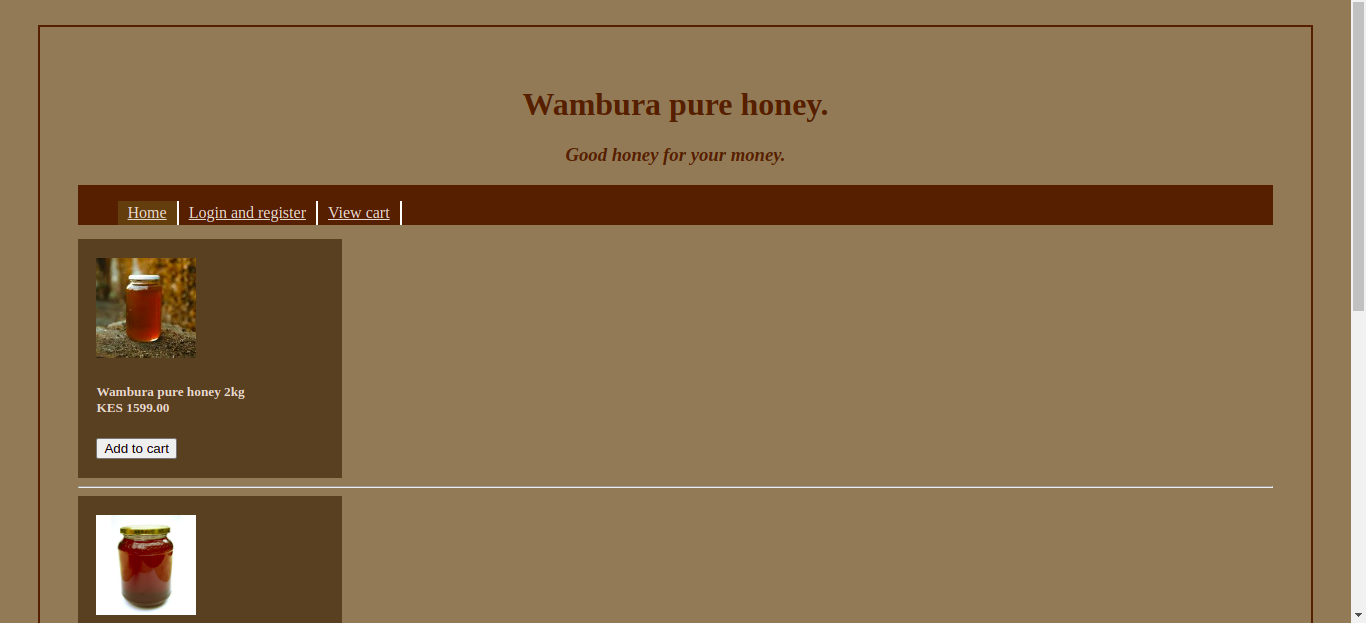 Wambura pure honey.
Good honey for your money.
Home Login and register View cart
Wambura pure honey 2kg
KES 1599.00
Add to cart